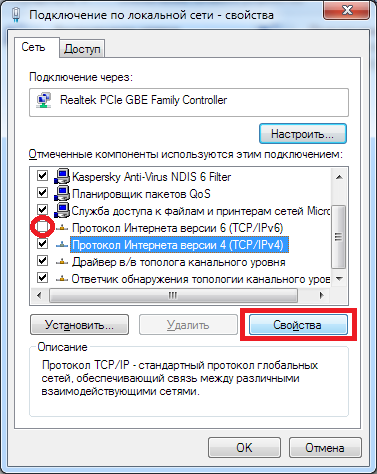 Подключение по локальной сети - свойства
Сеть
Доступ
Подключение через:
Realtek PCIe GBE Family Controller
Настроить...
Отмеченные компоненты используются этим подключением:
Kaspersky Anti-Virus NDIS 6 Filter
Планировщик пакетов QoS
Служба доступа к файлам и принтерам сетей Micro
Протокол Интернета версии 6 (TCP/IPv6)
Протокол Интернета версии 4 (TCP/IPv4)
Драйвер в/в тополога канального уровня
Ответчик обнаружения топологии канального уров
Установить...
Удалить
Свойства
Описание
Протокол TCP/IP - стандартный протокол глобальных
сетей, обеспечивающий связь между различными
взаимодействующими сетями.
OK
Отмена